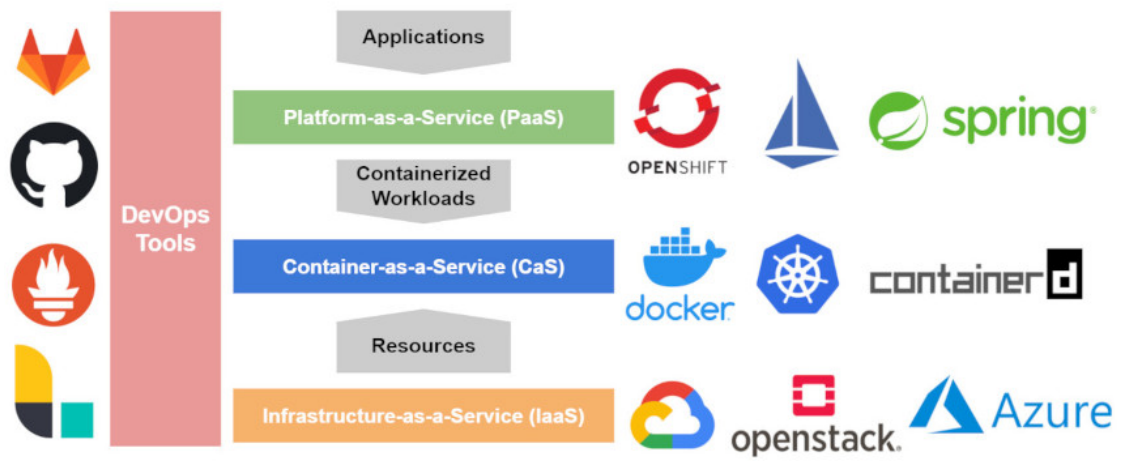 Applications
Platform-as-a-Service (PaaS)
OPENSHIFT
spring®
Containerized
Workloads
DevOps
Tools
Container-as-a-Service (CaS)
docker
container d
Resources
Infrastructure-as-a-Service (IaaS)
openstack.
Azure